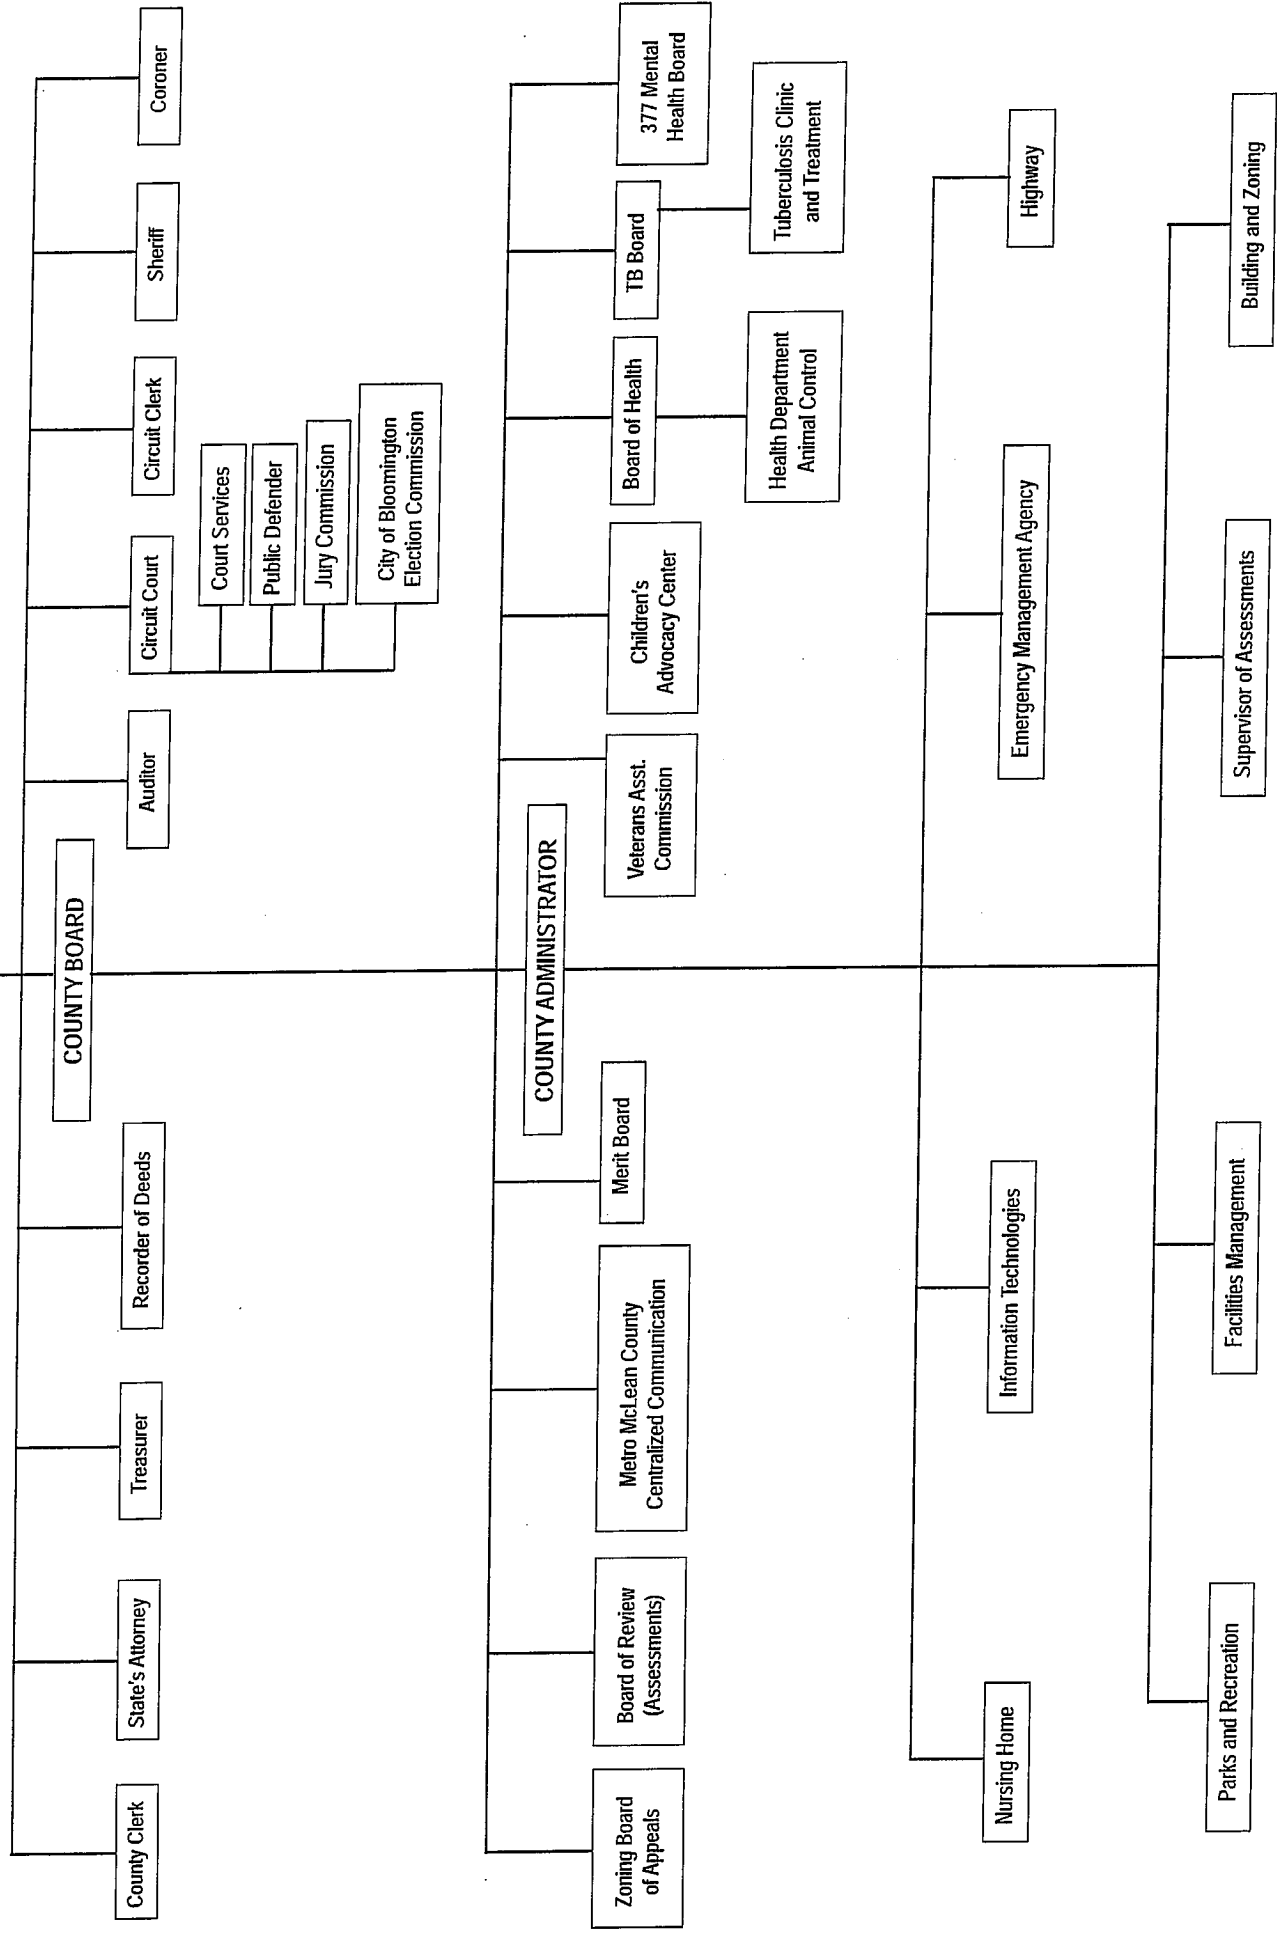 COUNTY BOARD
County Clerk
State's Attorney
Treasurer
Recorder of Deeds
Auditor
Circuit Court
Circuit Clerk
Sheriff
Coroner
Court Services
Public Defender
Jury Commission
City of Bloomington
Election Commission
COUNTY ADMINISTRATOR
Zoning Board
of Appeals
Board of Review
(Assessments)
Metro McLean County
Centralized Communication
Merit Board
Veterans Asst.
Commission
Children's
Advocacy Center
Board of Health
TB Board
377 Mental
Health Board
Health Department
Animal Control
Tuberculosis Clinic
and Treatment
Nursing Home
Information Technologies
Emergency Management Agency
Highway
Parks and Recreation
Facilities Management
Supervisor of Assessments
Building and Zoning